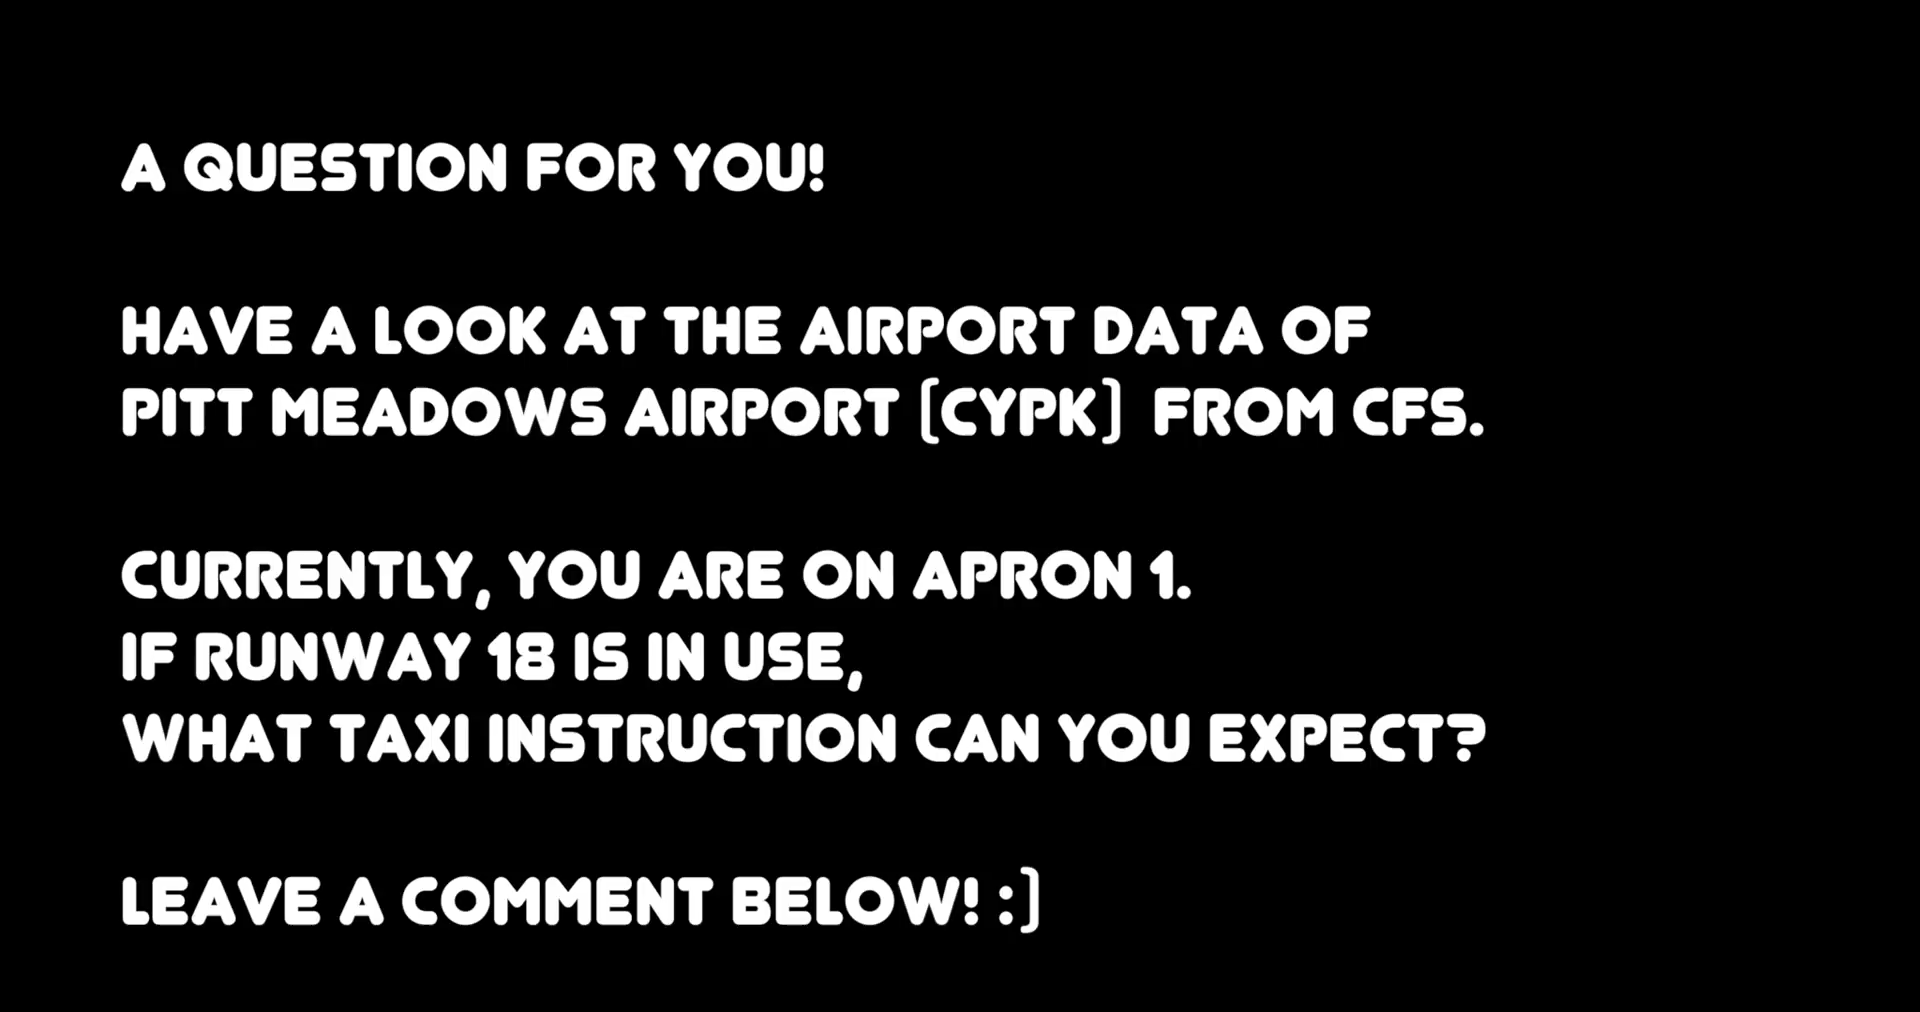 A QUESTION FOR YOU!
HAVE A LOOK AT THE AIRPORT DATA OF
PITT MEADOWS AIRPORT (CYPK) FROM CFS.
CURRENTLY, YOU ARE ON APRON 1.
IF RUNWAY 18 IS IN USE,
WHAT TAXI INSTRUCTION CAN YOU EXPECT?
LEAVE A COMMENT BELOW! :)